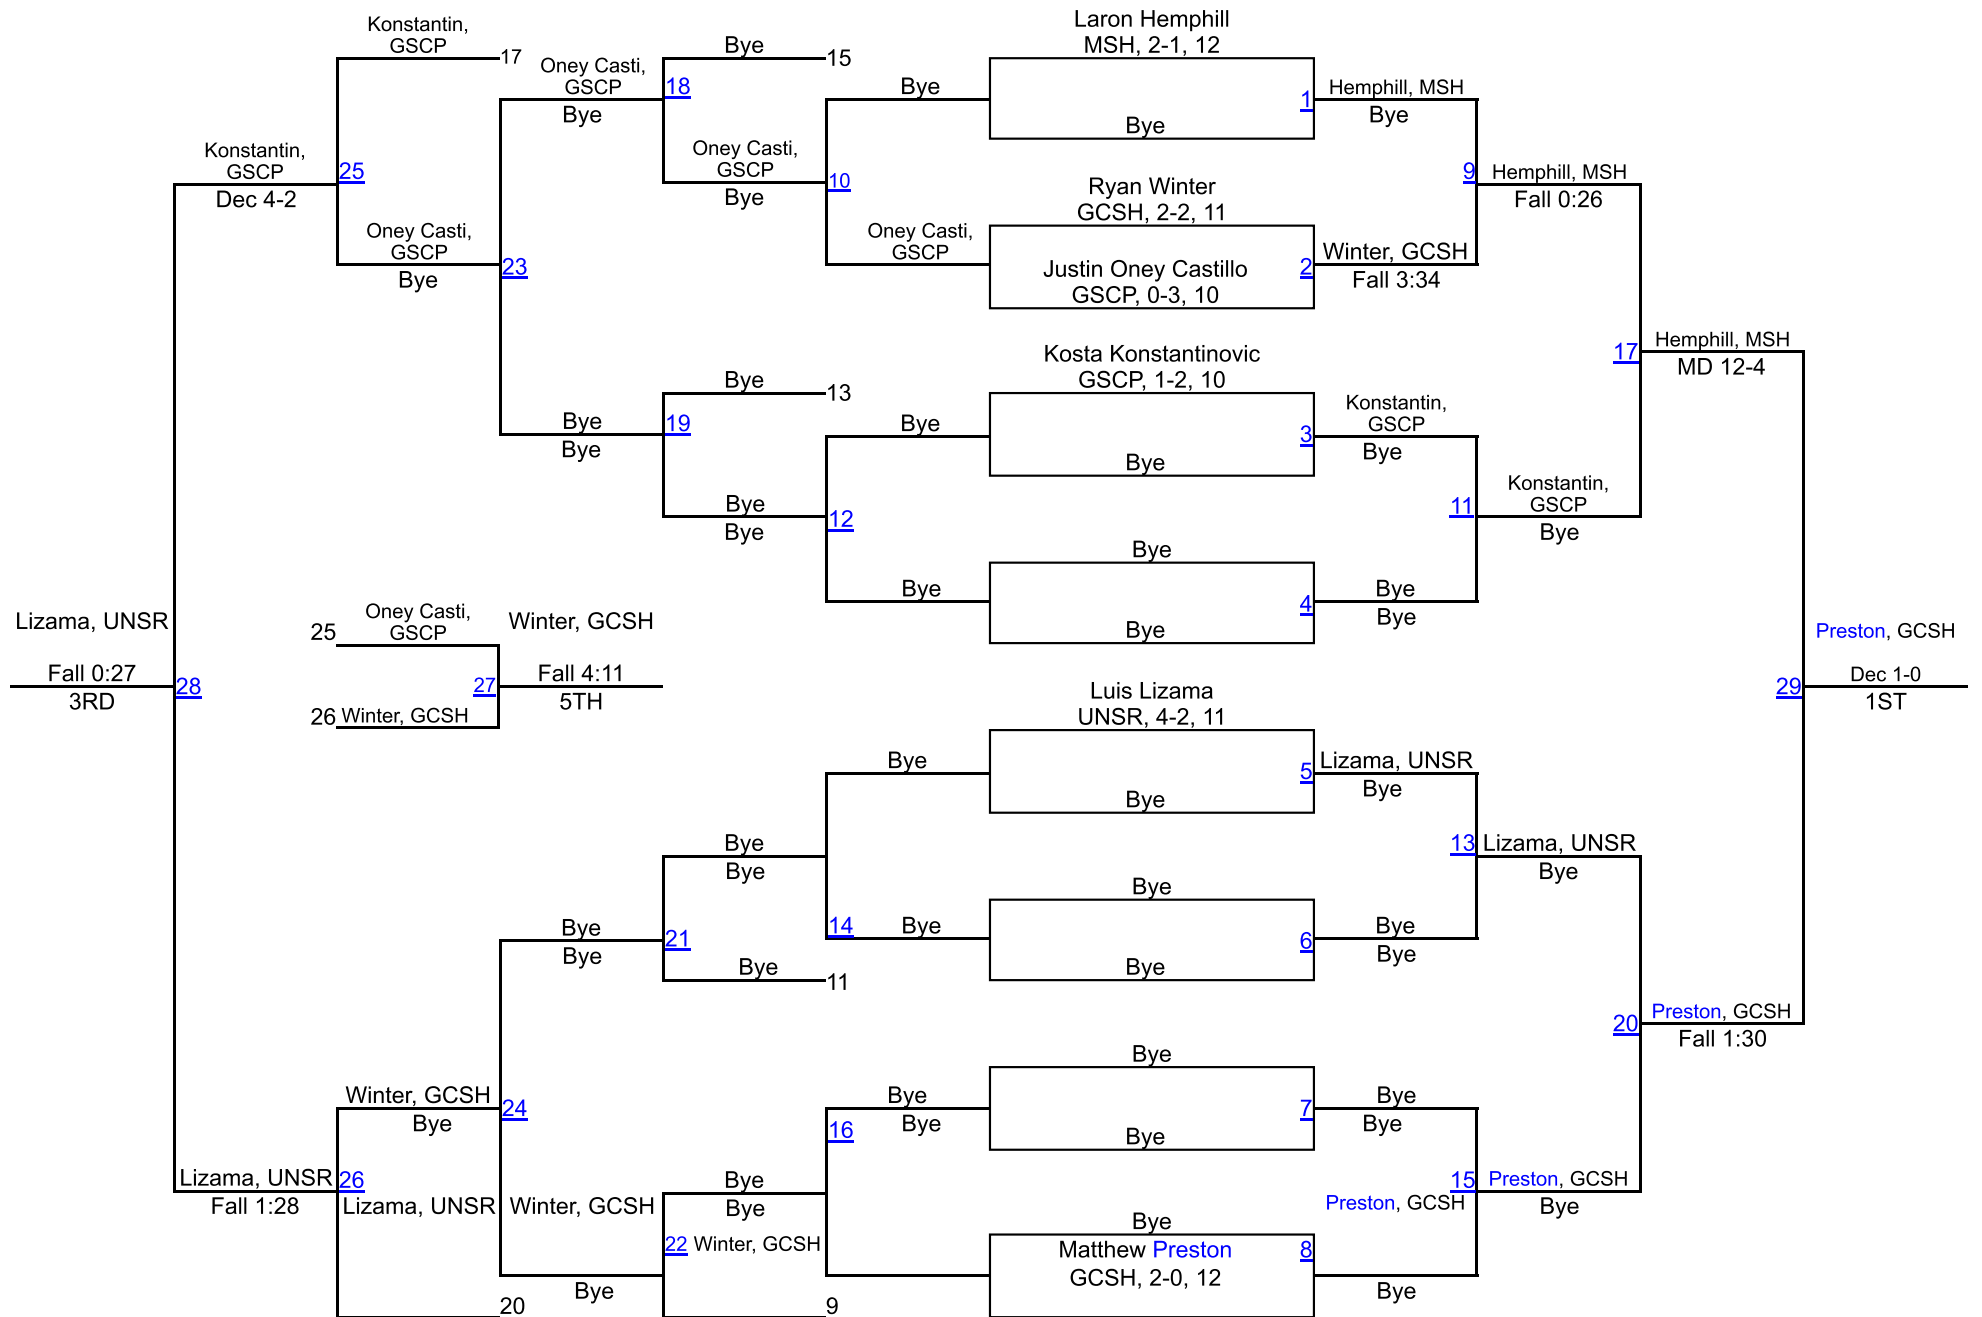 Laron Hemphill
MSH, 2-1, 12
Konstantin,
GSCP
17
Oney Casti,
GSCP
Bye
Bye
15
18
Bye
1
Bye
Hemphill, MSH
Bye
Konstantin,
GSCP
Dec 4-2
25
Oney Casti,
GSCP
Bye
10
9
Hemphill, MSH
Fall 0:26
Ryan Winter
GCSH, 2-2, 11
Oney Casti,
GSCP
Bye
23
Oney Casti,
GSCP
Justin Oney Castillo
GSCP, 0-3, 10
2
Winter, GCSH
Fall 3:34
17
Hemphill, MSH
MD 12-4
Kosta Konstantinovic
GSCP, 1-2, 10
Bye
13
Bye
Bye
19
Bye
3
Bye
Konstantin,
GSCP
Bye
Bye
Bye
12
11
Konstantin,
GSCP
Bye
Bye
Bye
4
Bye
Bye
Bye
Lizama, UNSR
Fall 0:27
3RD
28
25
Oney Casti,
GSCP
27
26
Winter, GCSH
Winter, GCSH
Fall 4:11
5TH
Preston, GCSH
Dec 1-0
1ST
29
Luis Lizama
UNSR, 4-2, 11
Bye
5
Bye
Lizama, UNSR
Bye
Bye
Bye
13
Lizama, UNSR
Bye
Bye
Bye
Bye
21
14
Bye
6
Bye
Bye
Bye
Bye
11
20
Preston, GCSH
Fall 1:30
Bye
Winter, GCSH
Bye
24
Bye
Bye
16
7
Bye
Bye
Bye
Lizama, UNSR
Fall 1:28
26
Lizama, UNSR
Winter, GCSH
Bye
Bye
15
Preston, GCSH
Preston, GCSH
Bye
22
Winter, GCSH
Bye
Matthew Preston
GCSH, 2-0, 12
8
Bye
Bye
20
9